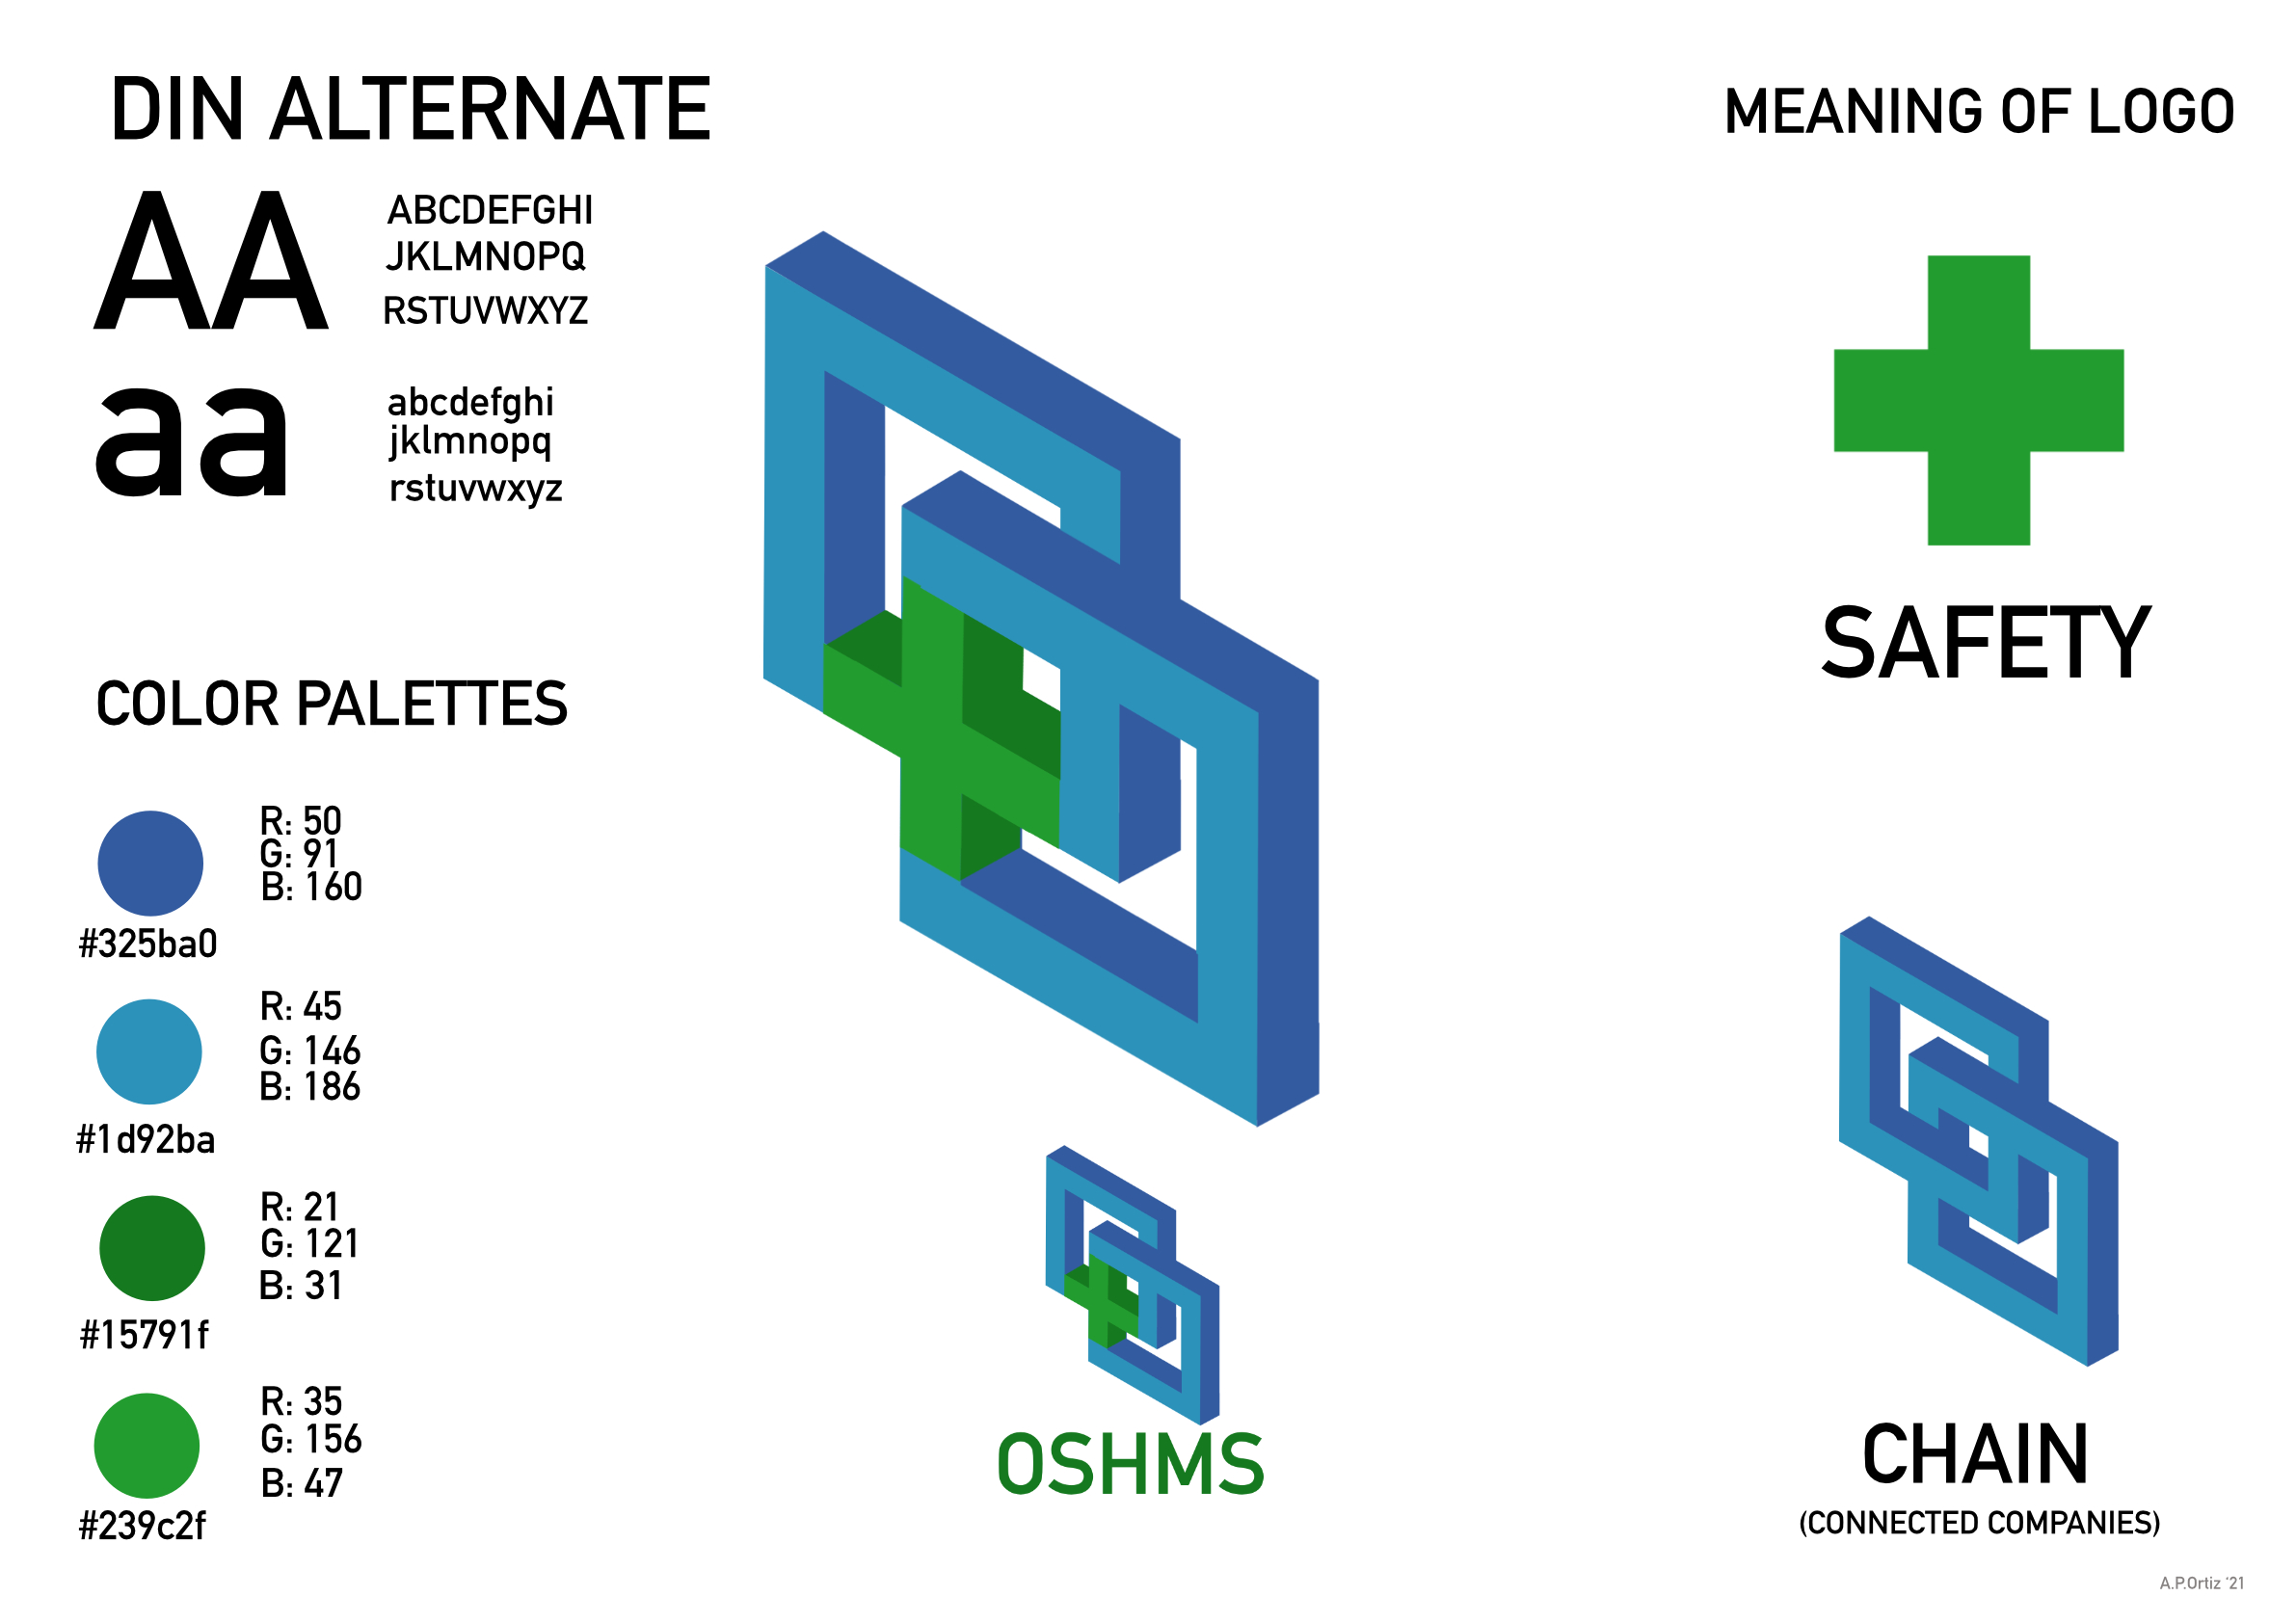 DIN ALTERNATE
AA
ABCDEFGHI
JKLMNOPQ
RSTUVWXYZ
aa
abcdefghi
jklmnopq
rstuvwxyz
COLOR PALETTES
R: 50
G: 91
B: 160
#325ba0
R: 45
G: 146
B: 186
#1d92ba
R: 21
G: 121
B: 31
#15791f
R: 35
G: 156
B: 47
#239c2f
OSHMS
MEANING OF LOGO
SAFETY
CHAIN
(CONNECTED COMPANIES)
A.P.Ortiz '21